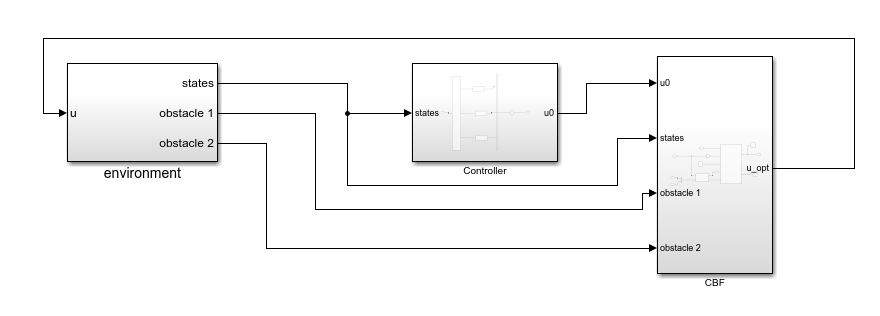 u
states
obstacle 1
obstacle 2
environment
states
u0
Controller
u0
states
obstacle 1
obstacle 2
u_opt
CBF